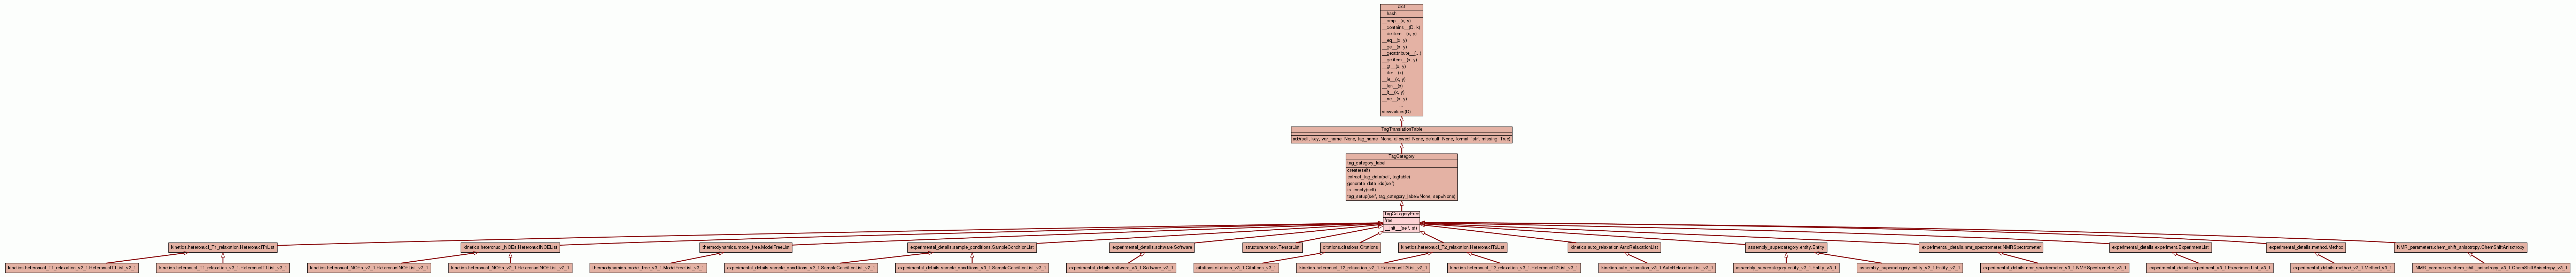 dict
__hash__
__cmp__(x, y)
__contains__(D, k)
__delitem__(x, y)
__eq__(x, y)
__ge__(x, y)
__getattribute__(...)
__getitem__(x, y)
__gt__(x, y)
__iter__(x)
__le__(x, y)
__len__(x)
__lt__(x, y)
__ne__(x, y)
...
viewvalues(D)
TagTranslationTable
add(self, key, var_name=None, tag_name=None, allowed=None, default=None, format='str', missing=True)
TagCategory
tag_category_label
create(self)
extract_tag_data(self, tagtable)
generate_data_ids(self)
is_empty(self)
tag_setup(self, tag_category_label=None, sep=None)
TagCategoryFree
free
__init__(self, sf)
kinetics.heteronucl_T1_relaxation.HeteronuclT1List
kinetics.heteronucl_NOEs.HeteronuclNOEList
thermodynamics.model_free.ModelFreeList
experimental_details.sample_conditions.SampleConditionList
experimental_details.software.Software
structure.tensor.TensorList
citations.citations.Citations
kinetics.heteronucl_T2_relaxation.HeteronuclT2List
kinetics.auto_relaxation.AutoRelaxationList
assembly_supercategory.entity.Entity
experimental_details.nmr_spectrometer.NMRSpectrometer
experimental_details.experiment.ExperimentList
experimental_details.method.Method
NMR_parameters.chem_shift_anisotropy.ChemShiftAnisotropy
kinetics.heteronucl_T1_relaxation_v2_1.HeteronuclT1List_v2_1
kinetics.heteronucl_T1_relaxation_v3_1.HeteronuclT1List_v3_1
kinetics.heteronucl_NOEs_v3_1.HeteronuclNOEList_v3_1
kinetics.heteronucl_NOEs_v2_1.HeteronuclNOEList_v2_1
thermodynamics.model_free_v3_1.ModelFreeList_v3_1
experimental_details.sample_conditions_v2_1.SampleConditionList_v2_1
experimental_details.sample_conditions_v3_1.SampleConditionList_v3_1
experimental_details.software_v3_1.Software_v3_1
citations.citations_v3_1.Citations_v3_1
kinetics.heteronucl_T2_relaxation_v2_1.HeteronuclT2List_v2_1
kinetics.heteronucl_T2_relaxation_v3_1.HeteronuclT2List_v3_1
kinetics.auto_relaxation_v3_1.AutoRelaxationList_v3_1
assembly_supercategory.entity_v3_1.Entity_v3_1
assembly_supercategory.entity_v2_1.Entity_v2_1
experimental_details.nmr_spectrometer_v3_1.NMRSpectrometer_v3_1
experimental_details.experiment_v3_1.ExperimentList_v3_1
experimental_details.method_v3_1.Method_v3_1
NMR_parameters.chem_shift_anisotropy_v3_1.ChemShiftAnisotropy_v3_1